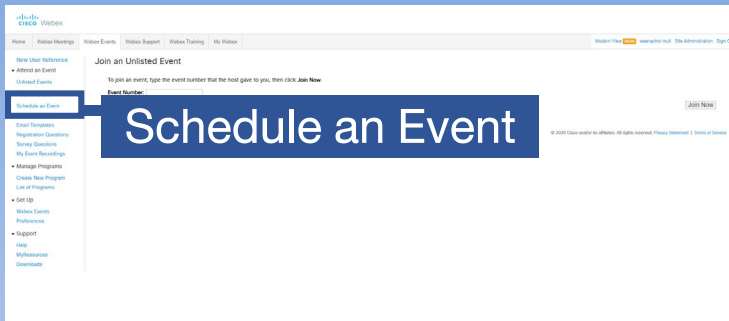 cisco Webex
Home Webex Meetings Webex Events Webex Support Webex Training My Webex
Modern View weerachol mutl Site Administration Sign O
New User Reference
Attend an Event
Unlisted Events
Schedule an Event
Email Templates
Registration Questions
Survey Questions
My Event Recordings
Manage Programs
Create New Program
List of Programs
Set Up
Webex Events
Preferences
Support
Help
MyResources
Downloads
Join an Unlisted Event
To join an event, type the event number that the host gave to you, then click Join Now.
Event Number:
Join Now
Schedule an Event
© 2020 Cisco and/or its affiliates. All rights reserved. Privacy Statement | Terms of Service